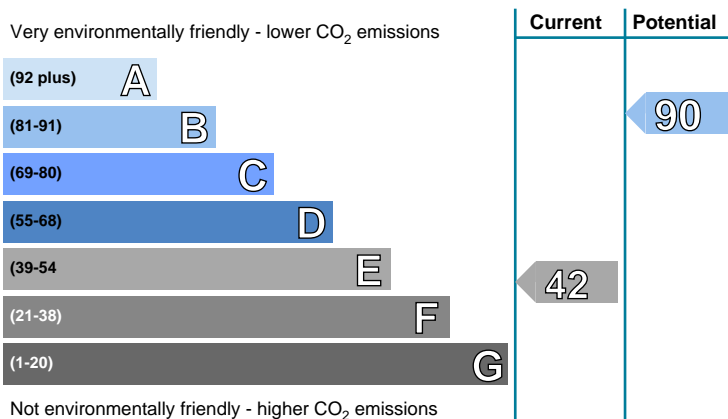 Current Potential
Very environmentally friendly - lower CO2 emissions
(92 plus) A
(81-91) B
90
(69-80) C
(55-68) D
(39-54 E
42
(21-38) F
(1-20) G
Not environmentally friendly - higher CO2 emissions